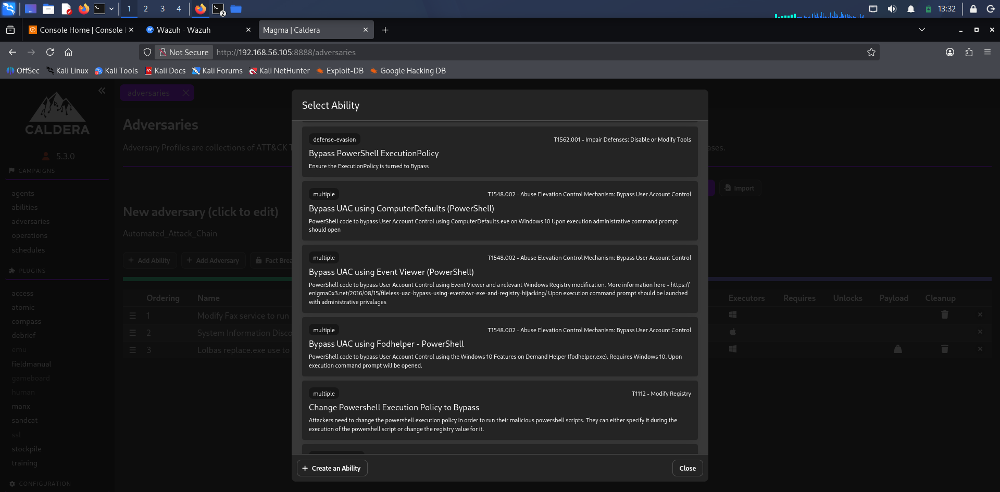 1 2 3 4
2
13:32
Console Home | Console
Wazuh - Wazuh
Magma | Caldera
Not Secure
http://192.168.56.105:8888/adversaries
OffSec
Kali Linux
Kali Tools
Kali Docs
Kali Forums
Kali NetHunter
Exploit-DB
Google Hacking DB
CALDERA
5.3.0
CAMPAIGNS
agents
abilities
adversaries
operations
schedules
PLUGINS
access
atomic
compass
debrief
emu
fieldmanual
gameboard
human
manx
sandcat
ssl
stockpile
training
CONFIGURATION
adversaries
Adversaries
Adversary Profiles are collections of ATT&CK T
ases.
Import
New adversary (click to edit)
Automated_Attack_Chain
Add Ability
Add Adversary
Fact Brea
Ordering Name Executors Requires Unlocks Payload Cleanup
1 Modify Fax service to run
2 System Information Disco
3 Lolbas replace.exe use to
Select Ability
defense-evasion
T1562.001 - Impair Defenses: Disable or Modify Tools
Bypass PowerShell ExecutionPolicy
Ensure the ExecutionPolicy is turned to Bypass
multiple
T1548.002 - Abuse Elevation Control Mechanism: Bypass User Account Control
Bypass UAC using ComputerDefaults (PowerShell)
PowerShell code to bypass User Account Control using ComputerDefaults.exe on Windows 10 Upon execution administrative command prompt
should open
multiple
T1548.002 - Abuse Elevation Control Mechanism: Bypass User Account Control
Bypass UAC using Event Viewer (PowerShell)
PowerShell code to bypass User Account Control using Event Viewer and a relevant Windows Registry modification. More information here - https://
enigma0x3.net/2016/08/15/fileless-uac-bypass-using-eventvwr-exe-and-registry-hijacking/ Upon execution command prompt should be launched
with administrative privalages
multiple
T1548.002 - Abuse Elevation Control Mechanism: Bypass User Account Control
Bypass UAC using Fodhelper - PowerShell
PowerShell code to bypass User Account Control using the Windows 10 Features on Demand Helper (fodhelper.exe). Requires Windows 10. Upon
execution command prompt will be opened.
multiple
T1112 - Modify Registry
Change Powershell Execution Policy to Bypass
Attackers need to change the powershell execution policy in order to run their malicious powershell scripts. They can either specify it during the
execution of the powershell script or change the registry value for it.
Create an Ability
Close